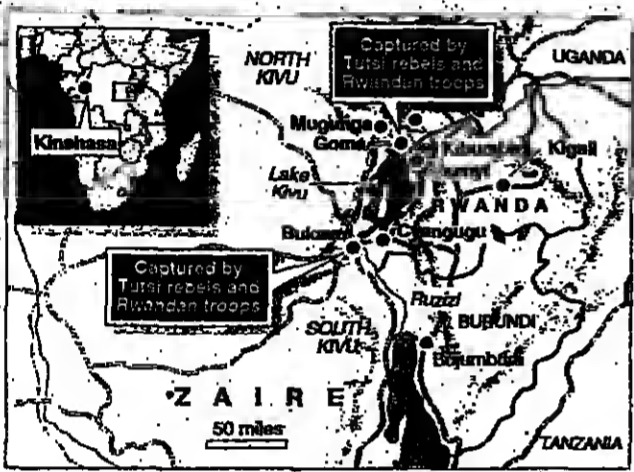 NORTH
KIVU
Captured by
Tutsi rebels and
Rwandan troops
UGANDA
Kinshasa
Mugunga
Goma
Kigali
Lake
Kivu
RWANDA
Bukavu
Cyangugu
Captured by
Tutsi rebels and
Rwandan troops
Ruzizi
SOUTH
KIVU
BURUNDI
Bujumbura
ZAIRE
50 miles
TANZANIA